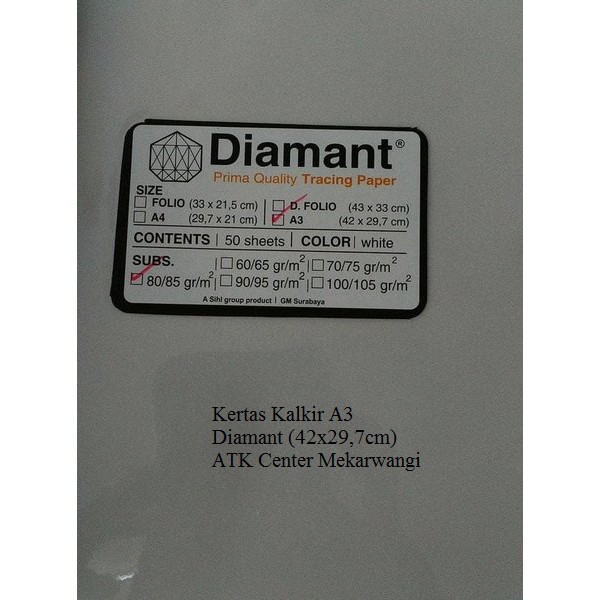 Diamant®
Prima Quality Tracing Paper
SIZE
FOLIO (33 x 21,5 cm) D. FOLIO (43 x 33 cm)
A4 (29,7 x 21 cm) A3 (42 x 29,7 cm)
CONTENTS 50 sheets COLOR white
SUBS. 60/65 gr/m² 70/75 gr/m²
80/85 gr/m² 90/95 gr/m² 100/105 gr/m²
A Sihl group product | GM Surabaya
Kertas Kalkir A3
Diamant (42x29,7cm)
ATK Center Mekarwangi